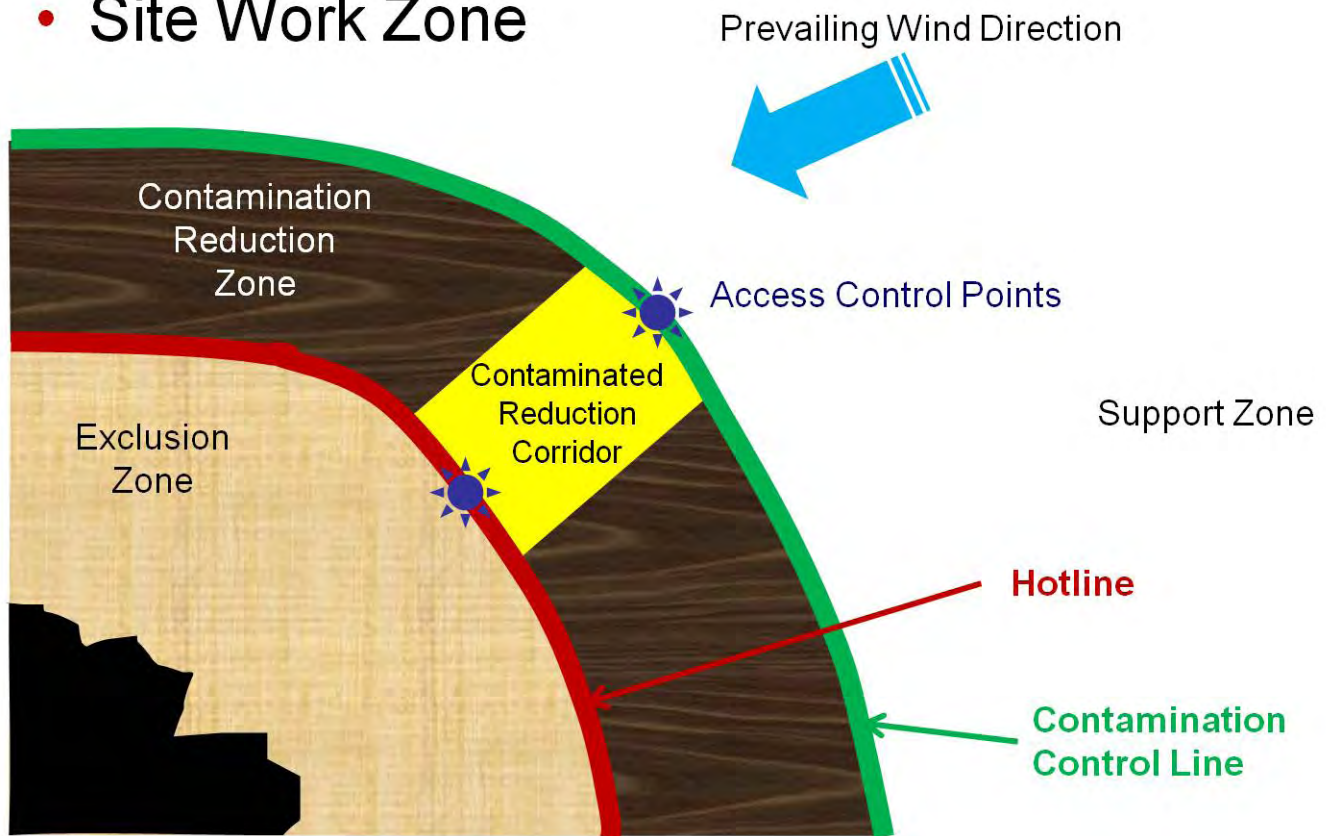 • Site Work Zone
Prevailing Wind Direction
Contamination
Reduction
Zone
Access Control Points
Contaminated
Reduction
Corridor
Support Zone
Exclusion
Zone
Hotline
Contamination
Control Line